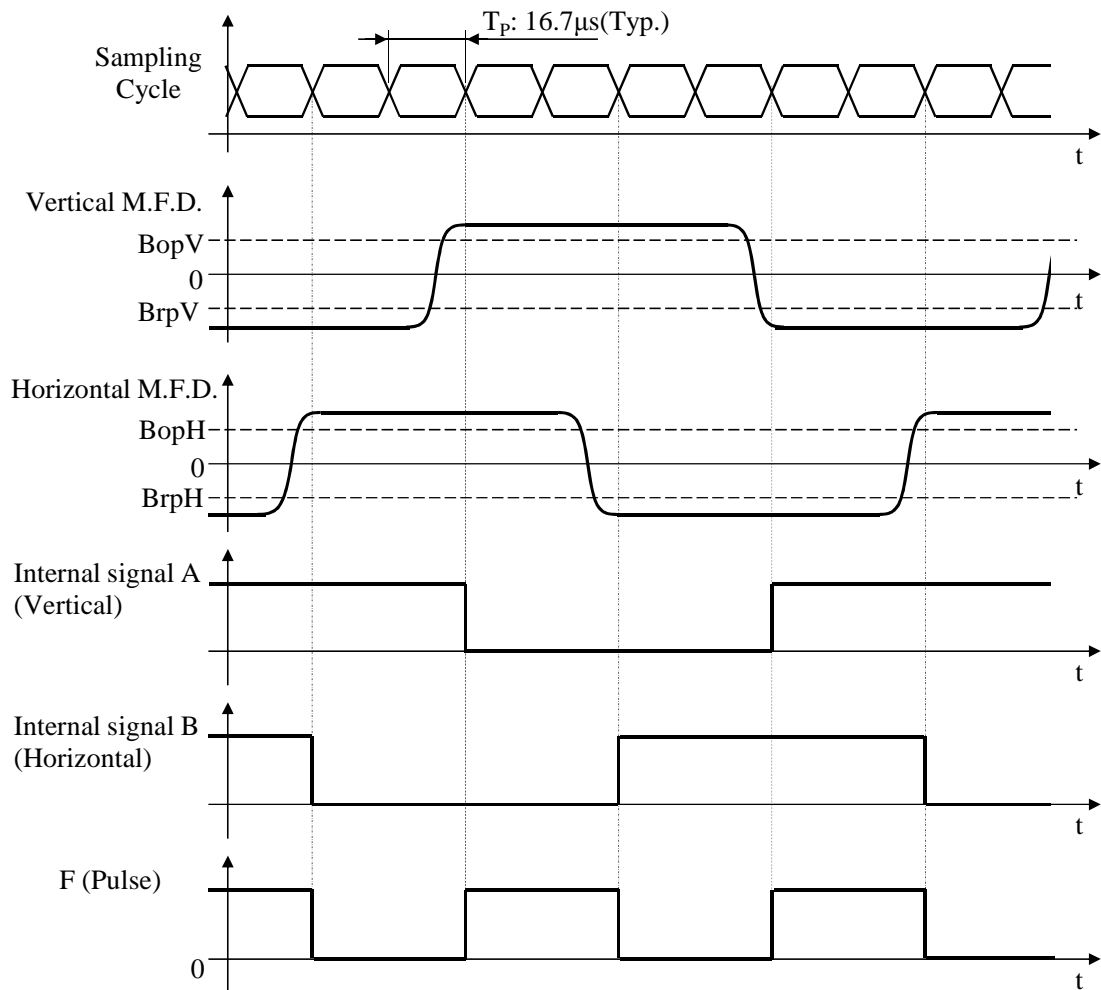 T_P: 16.7μs(Typ.)
Sampling
Cycle
t
Vertical M.F.D.
BopV
0
BrpV
t
Horizontal M.F.D.
BopH
0
BrpH
t
Internal signal A
(Vertical)
t
Internal signal B
(Horizontal)
t
F (Pulse)
0
t